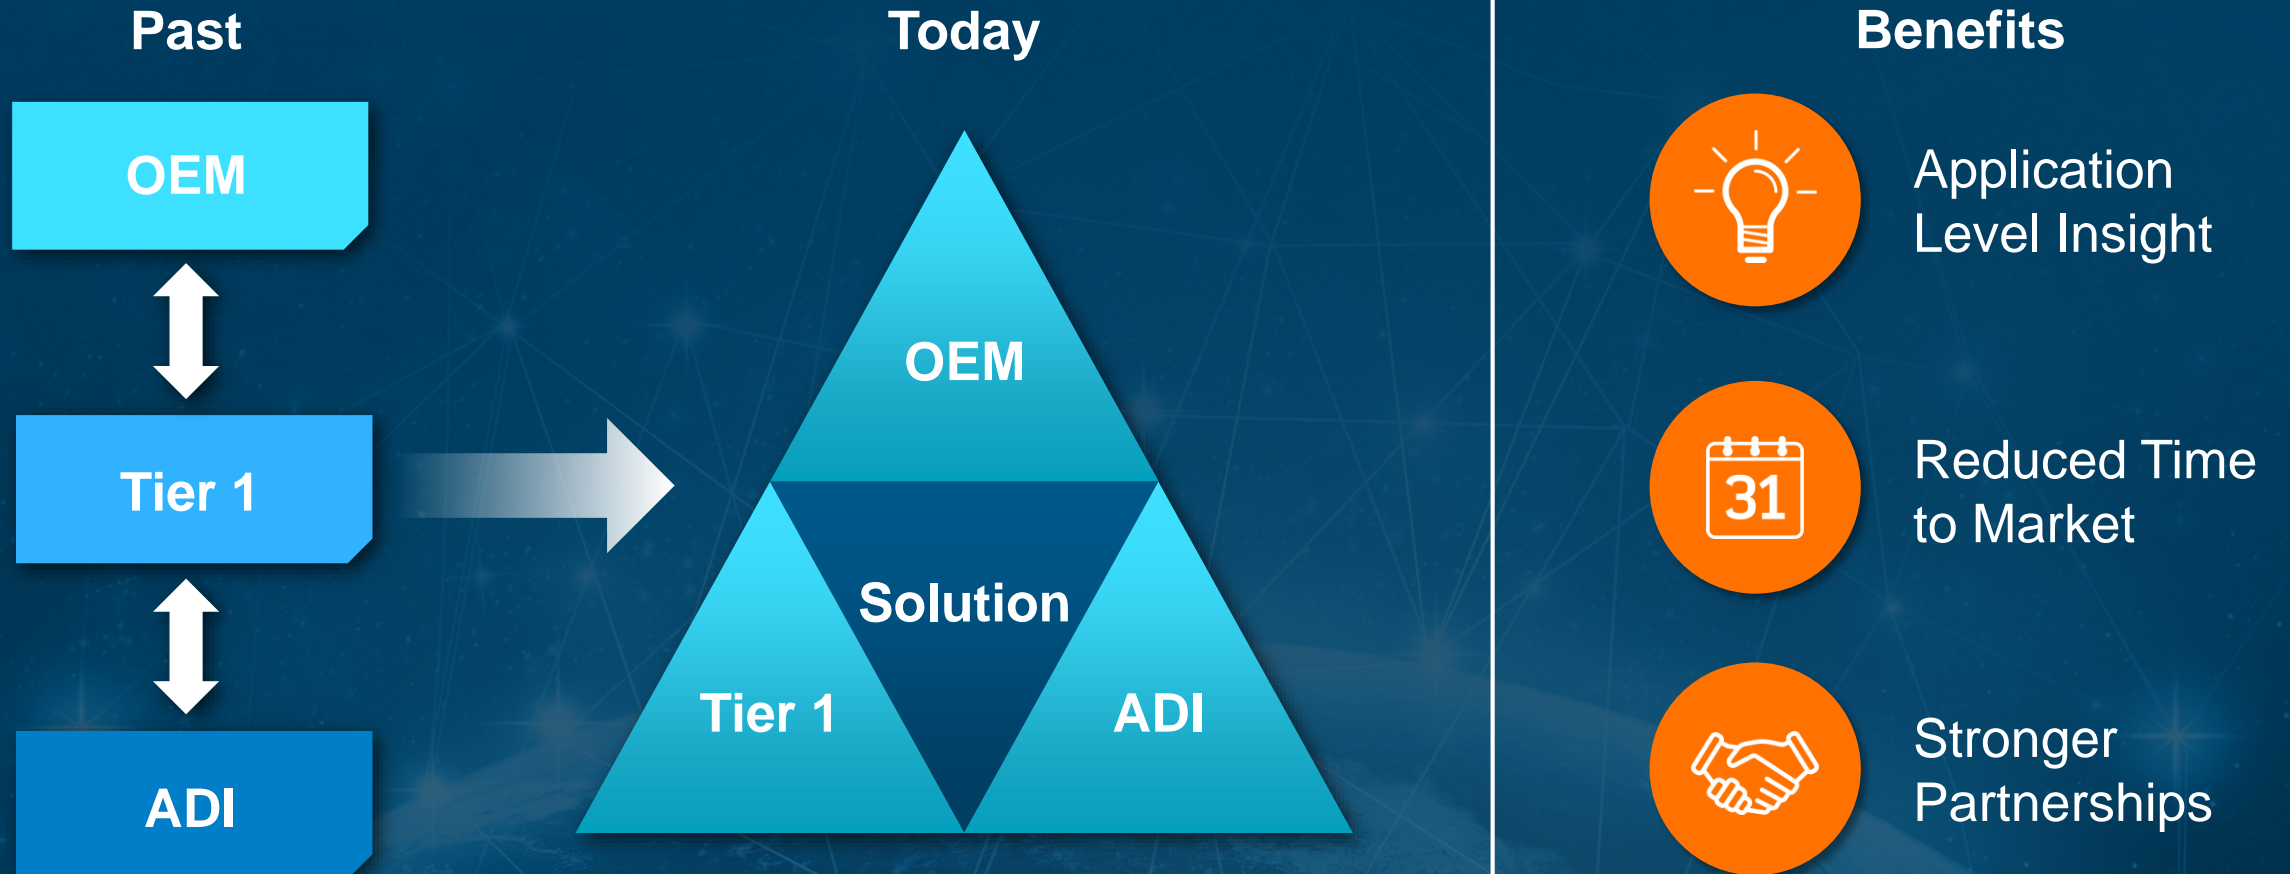 Past
OEM
Tier 1
ADI
Today
OEM
Solution
Tier 1
ADI
Benefits
Application
Level Insight
31
Reduced Time
to Market
Stronger
Partnerships